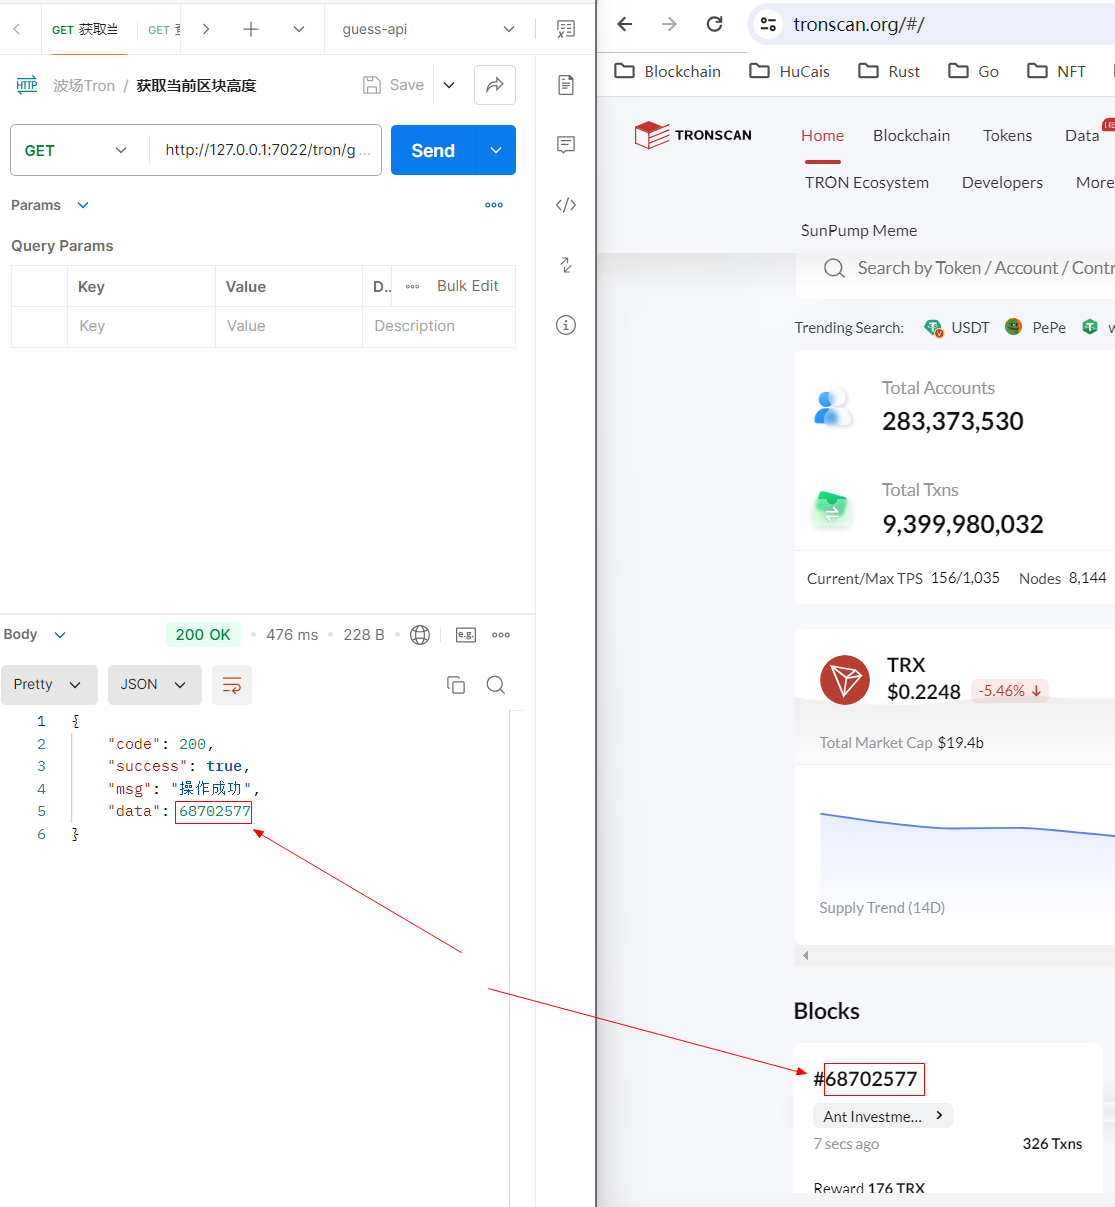 GET 获取当
GET
guess-api
HTTP
波场Tron / 获取当前区块高度
Save
GET
http://127.0.0.1:7022/tron/g ...
Send
Params
Query Params
Key
Value
D..
Bulk Edit
Key
Value
Description
Body
200 OK
476 ms
228 B
e.g.
Pretty
JSON
1 {
2 "code": 200,
3 "success": true,
4 "msg": "操作成功",
5 "data": 68702577
6 }
tronscan.org/#/
Blockchain
HuCais
Rust
Go
NFT
TRONSCAN
Home
Blockchain
Tokens
Data
TRON Ecosystem
Developers
More
SunPump Meme
Search by Token / Account / Contr
Trending Search:
USDT
PePe
w
Total Accounts
283,373,530
Total Txns
9,399,980,032
Current/Max TPS 156/1,035
Nodes 8,144
TRX
$0.2248
-5.46%
Total Market Cap $19.4b
Supply Trend (14D)
Blocks
#68702577
Ant Investme...
7 secs ago
326 Txns
Reward 176 TRX